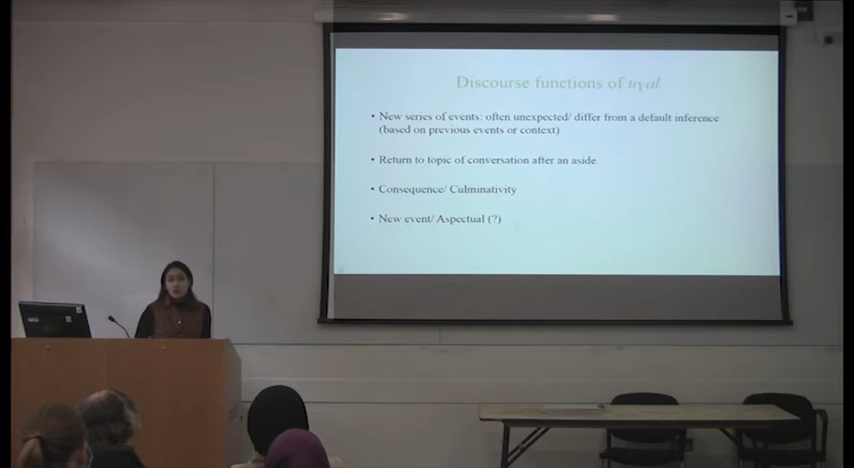 Discourse functions of uyal
• New series of events: often unexpected/ differ from a default inference
(based on previous events or context)
• Return to topic of conversation after an aside.
• Consequence/ Culminativity
• New event/ Aspectual (?)